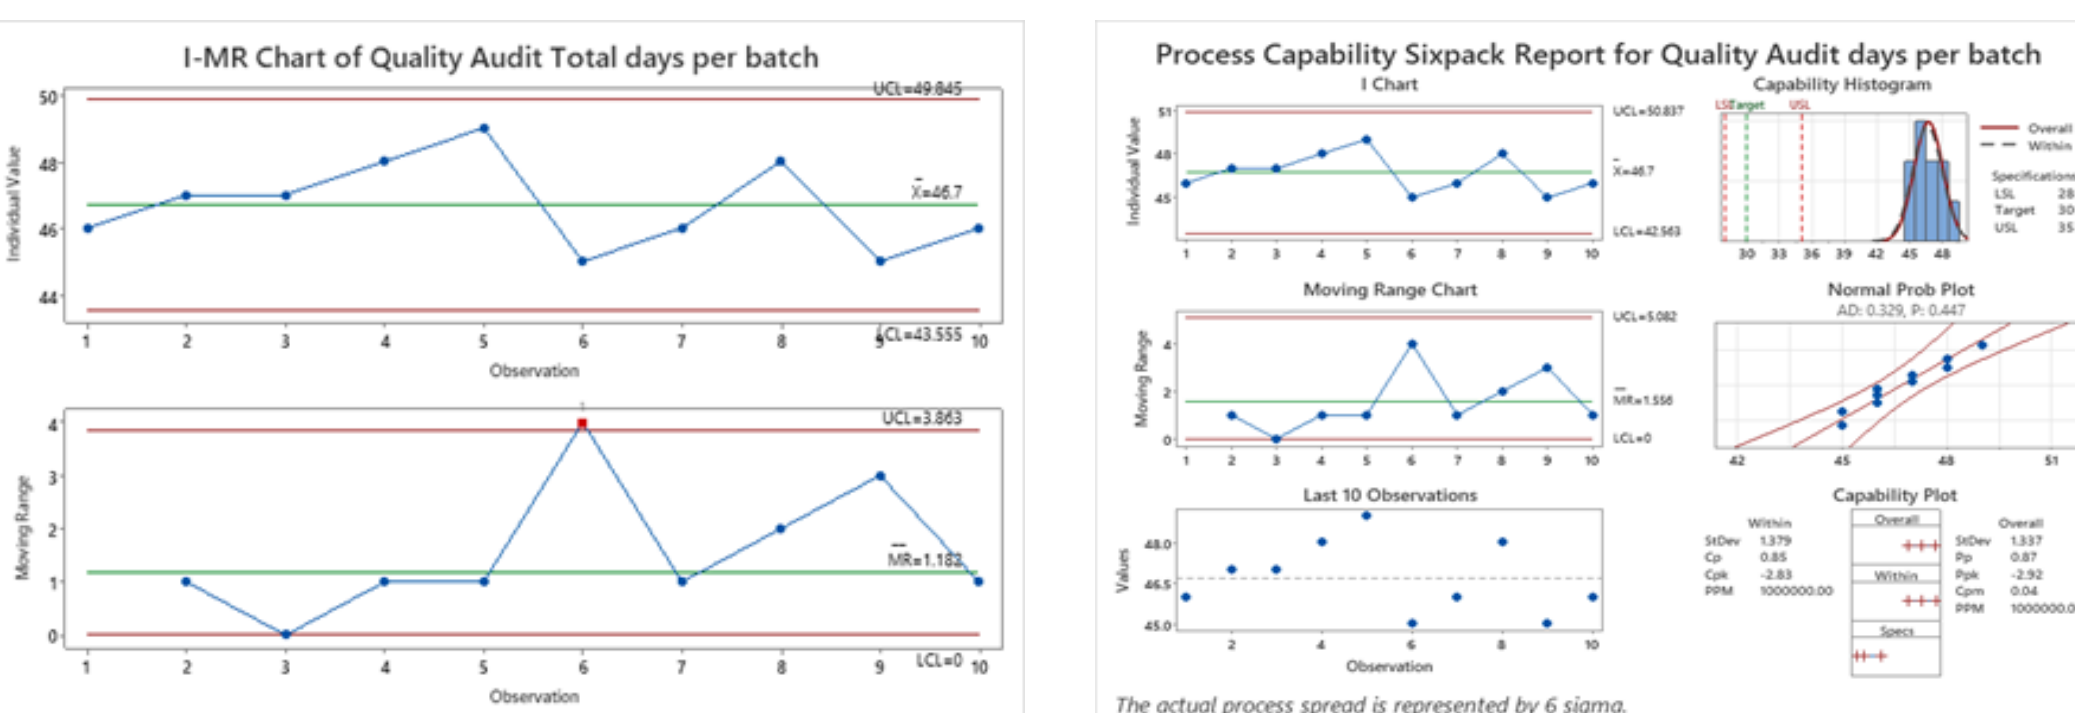 I-MR Chart of Quality Audit Total days per batch
UCL=49.845
50
48
46
44
Individual Value
X=46.7
LCL=43.555
1 2 3 4 5 6 7 8 9 10
Observation
1
UCL=3.863
4
3
2
1
0
Moving Range
MR=1.182
LCL=0
1 2 3 4 5 6 7 8 9 10
Observation
Process Capability Sixpack Report for Quality Audit days per batch
I Chart
51
48
45
Individual Value
UCL=50.837
X=46.7
LCL=42.563
1 2 3 4 5 6 7 8 9 10
Capability Histogram
LSL Target USL
Overall
Within
Specifications
LSL 28
Target 30
USL 35
30 33 36 39 42 45 48
Moving Range Chart
4
2
0
Moving Range
UCL=5.082
MR=1.556
LCL=0
1 2 3 4 5 6 7 8 9 10
Normal Prob Plot
AD: 0.329, P: 0.447
42 45 48 51
Last 10 Observations
48.0
46.5
45.0
Values
2 4 6 8 10
Observation
Capability Plot
Within
StDev 1.379
Cp 0.85
Cpk -2.83
PPM 1000000.00
Overall
Within
Specs
Overall
StDev 1.337
Pp 0.87
Ppk -2.92
Cpm 0.04
PPM 1000000.0
The actual process spread is represented by 6 sigma.